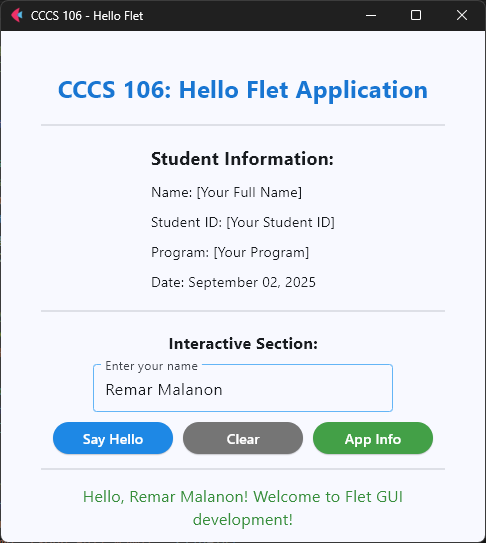 CCCS 106 - Hello Flet
CCCS 106: Hello Flet Application
Student Information:
Name: [Your Full Name]
Student ID: [Your Student ID]
Program: [Your Program]
Date: September 02, 2025
Interactive Section:
Enter your name
Remar Malanon
Say Hello
Clear
App Info
Hello, Remar Malanon! Welcome to Flet GUI
development!